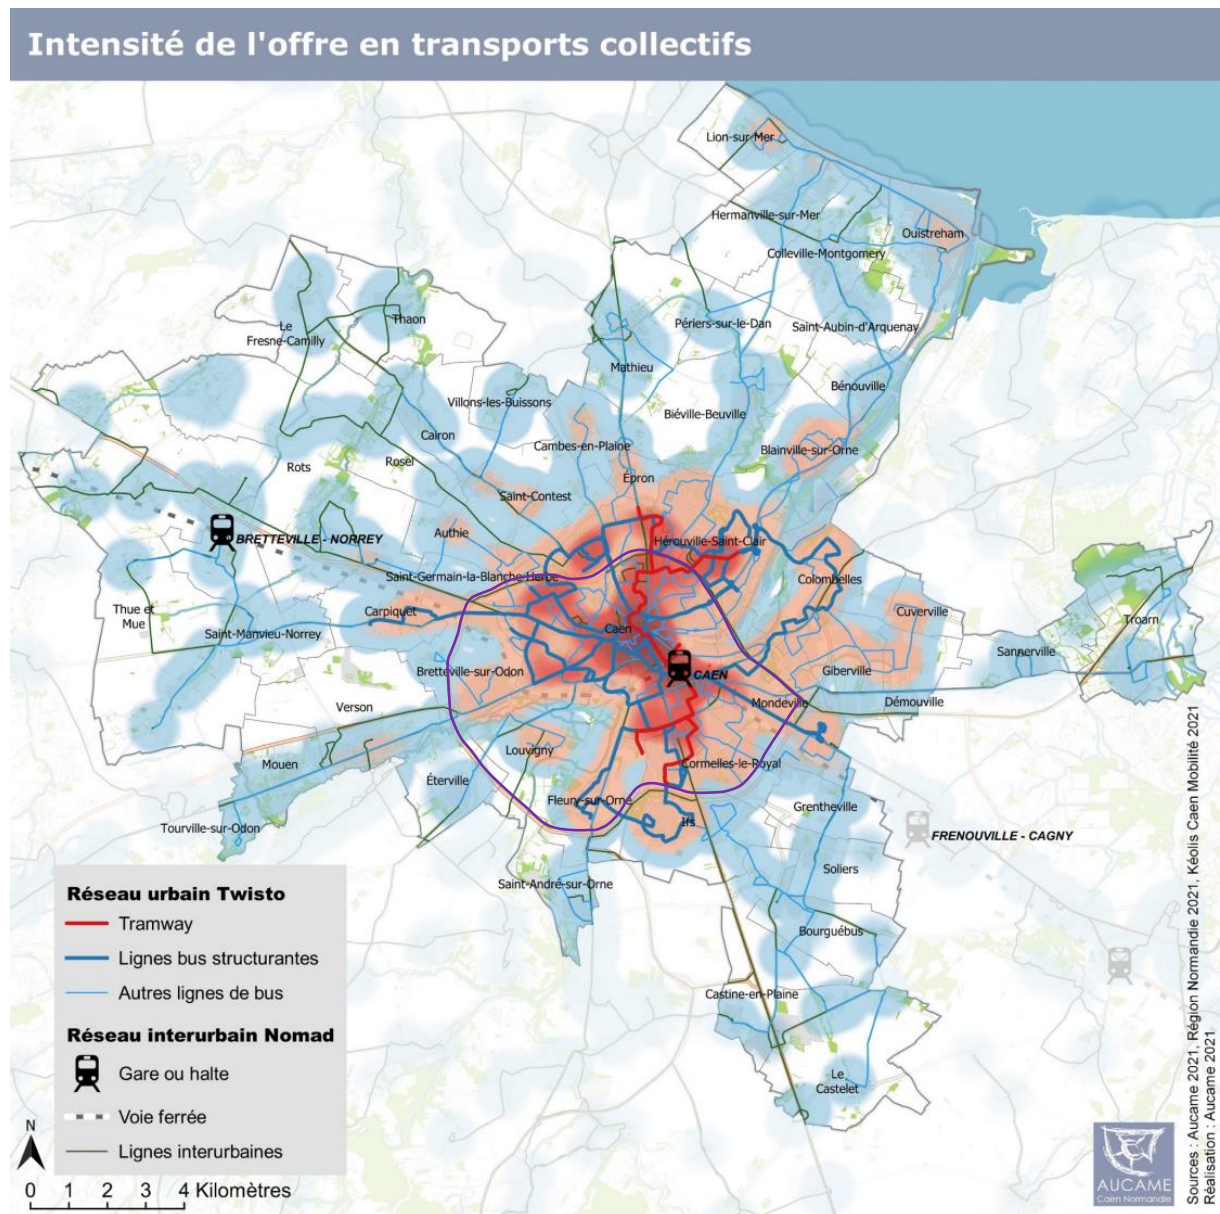 Intensité de l'offre en transports collectifs
Lion-sur-Mer
Hermanville-sur-Mer
Ouistreham
Colleville-Montgomery
Le
Fresne-Camilly
Thaon
Périers-sur-le-Dan
Saint-Aubin-d'Arquenay
Mathieu
Bénouville
Villons-les-Buissons
Biéville-Beuville
Cairon
Cambes-en-Plaine
Blainville-sur-Orne
Rots
Rosel
Épron
Saint-Contest
BRETTEVILLE - NORREY
Authie
Hérouville-Saint-Clair
Saint-Germain-la-Blanche-Herbe
Colombelles
Thue et
Mue
Carpiquet
Cuverville
Troarn
Saint-Manvieu-Norrey
Caen
Sannerville
Bretteville-sur-Odon
CAEN
Giberville
Verson
Mondeville
Démouville
Mouen
Louvigny
Cormelles-le-Royal
Éterville
Fleury-sur-Orne
Grentheville
Tourville-sur-Odon
Ifs
FRENOUVILLE - CAGNY
Saint-André-sur-Orne
Soliers
Bourguébus
Castine-en-Plaine
Le
Castelet
Réseau urbain Twisto
Tramway
Lignes bus structurantes
Autres lignes de bus
Réseau interurbain Nomad
Gare ou halte
Voie ferrée
Lignes interurbaines
N
0 1 2 3 4 Kilomètres
AUCAME
Caen Normandie
Sources : Aucame 2021, Région Normandie 2021, Kéolis Caen Mobilité 2021
Réalisation : Aucame 2021